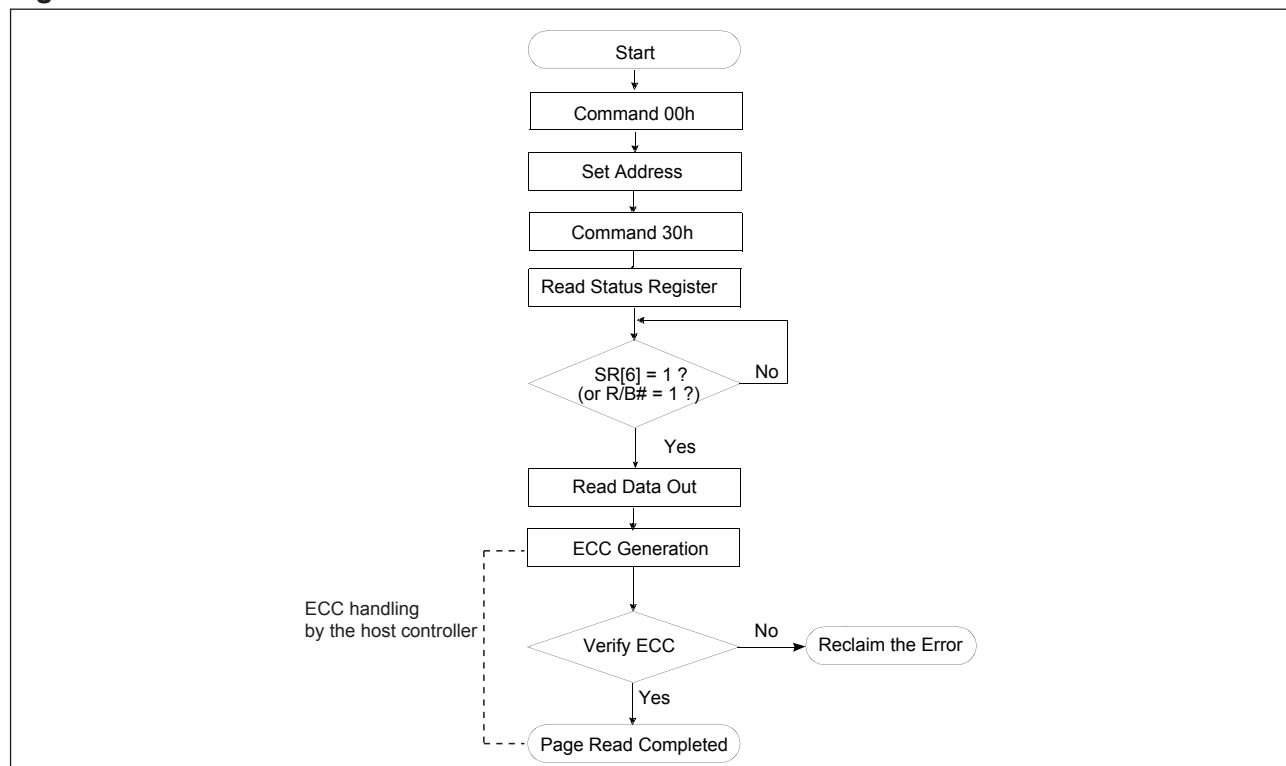 Start
Command 00h
Set Address
Command 30h
Read Status Register
SR[6] = 1 ?
(or R/B# = 1 ?)
No
Yes
Read Data Out
ECC Generation
ECC handling
by the host controller
Verify ECC
No
Reclaim the Error
Yes
Page Read Completed